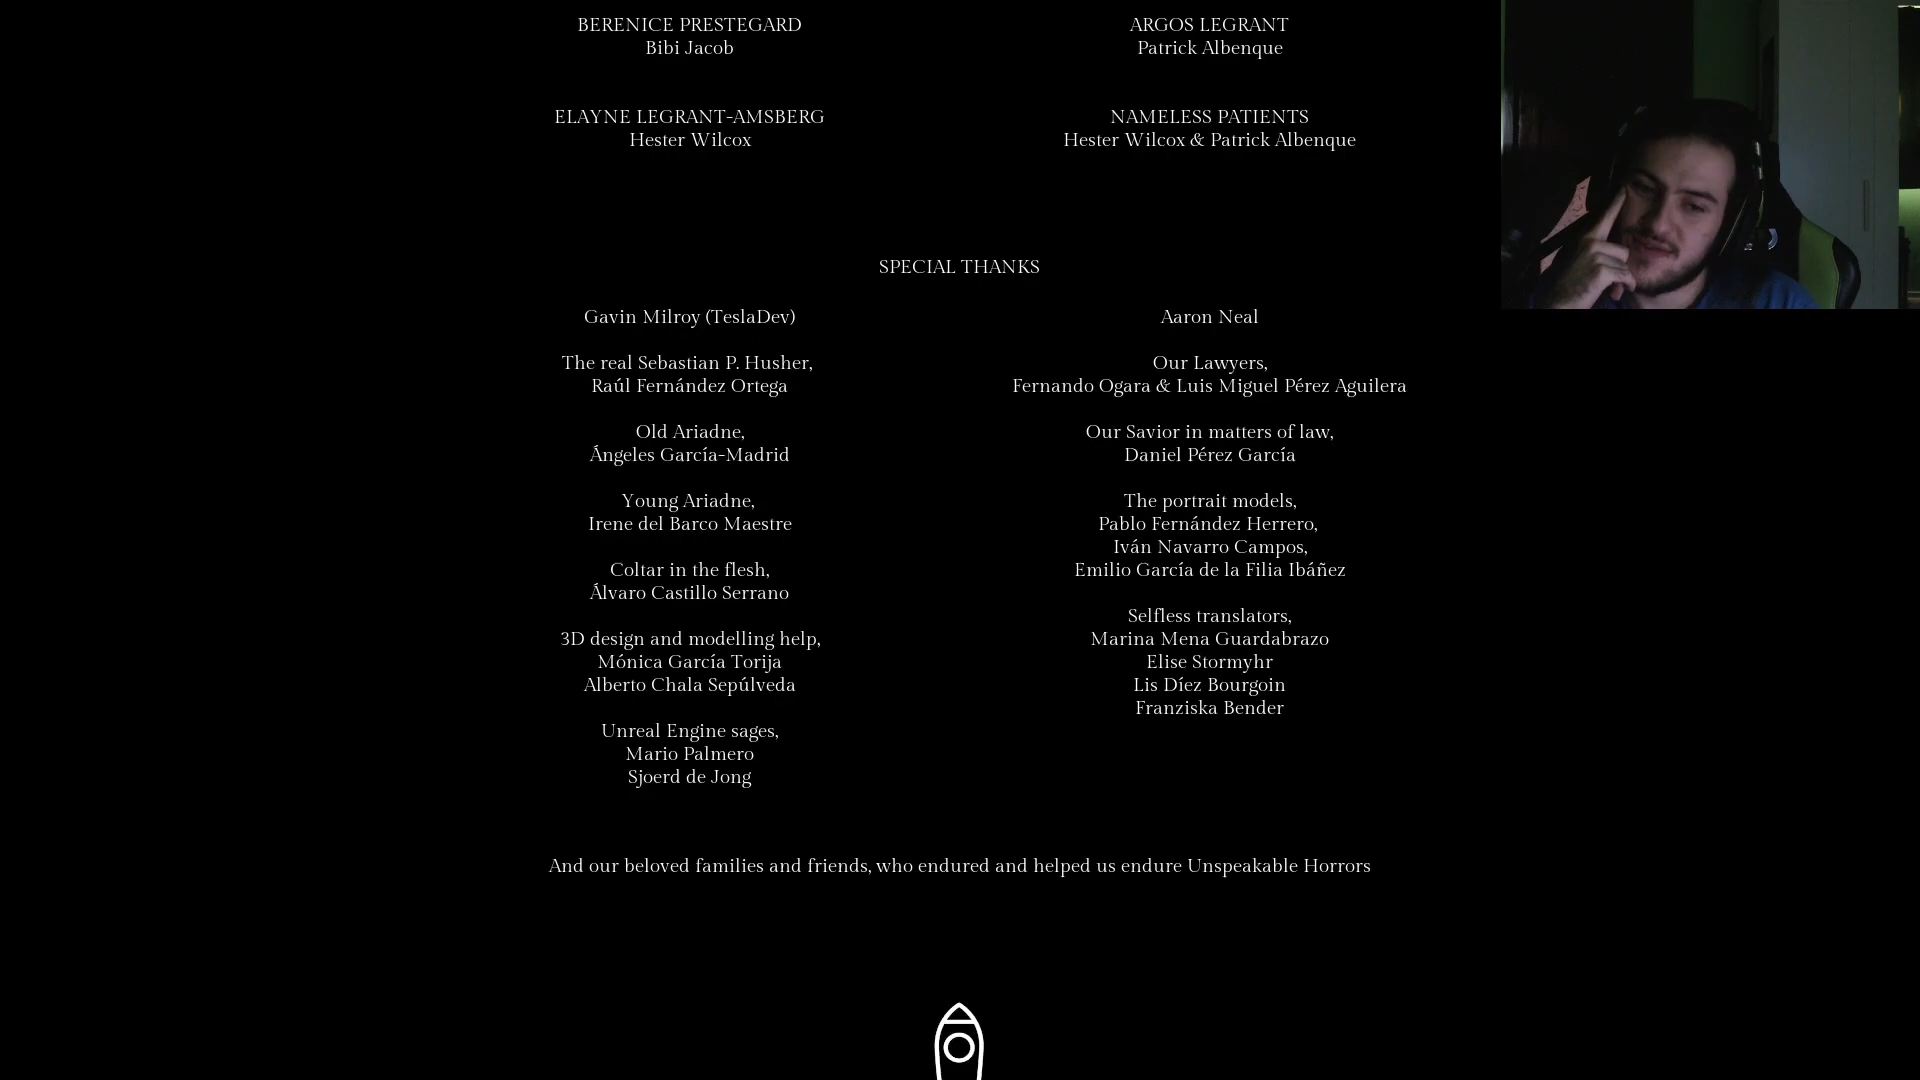 BERENICE PRESTEGARD
Bibi Jacob
ELAYNE LEGRANT-AMSBERG
Hester Wilcox
ARGOS LEGRANT
Patrick Albenque
NAMELESS PATIENTS
Hester Wilcox & Patrick Albenque
SPECIAL THANKS
Gavin Milroy (TeslaDev)
The real Sebastian P. Husher,
Raúl Fernández Ortega
Old Ariadne,
Ángeles García-Madrid
Young Ariadne,
Irene del Barco Maestre
Coltar in the flesh,
Álvaro Castillo Serrano
3D design and modelling help,
Mónica García Torija
Alberto Chala Sepúlveda
Unreal Engine sages,
Mario Palmero
Sjoerd de Jong
Aaron Neal
Our Lawyers,
Fernando Ogara & Luis Miguel Pérez Aguilera
Our Savior in matters of law,
Daniel Pérez García
The portrait models,
Pablo Fernández Herrero,
Iván Navarro Campos,
Emilio García de la Filia Ibáñez
Selfless translators,
Marina Mena Guardabrazo
Elise Stormyhr
Lis Díez Bourgoin
Franziska Bender
And our beloved families and friends, who endured and helped us endure Unspeakable Horrors